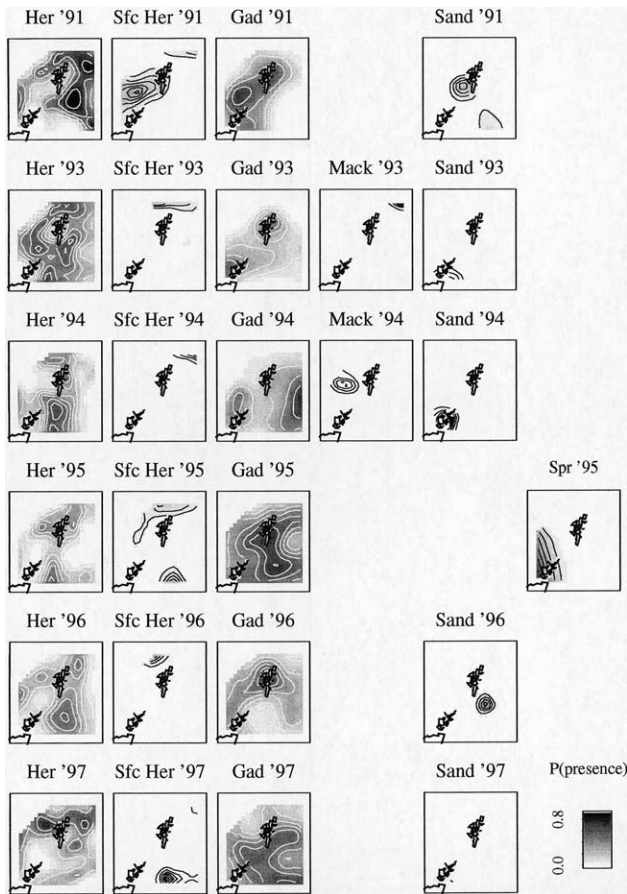 Her '91 Sfc Her '91 Gad '91 Sand '91
Her '93 Sfc Her '93 Gad '93 Mack '93 Sand '93
Her '94 Sfc Her '94 Gad '94 Mack '94 Sand '94
Her '95 Sfc Her '95 Gad '95 Spr '95
Her '96 Sfc Her '96 Gad '96 Sand '96
Her '97 Sfc Her '97 Gad '97 Sand '97 P(presence)
0.0 0.8